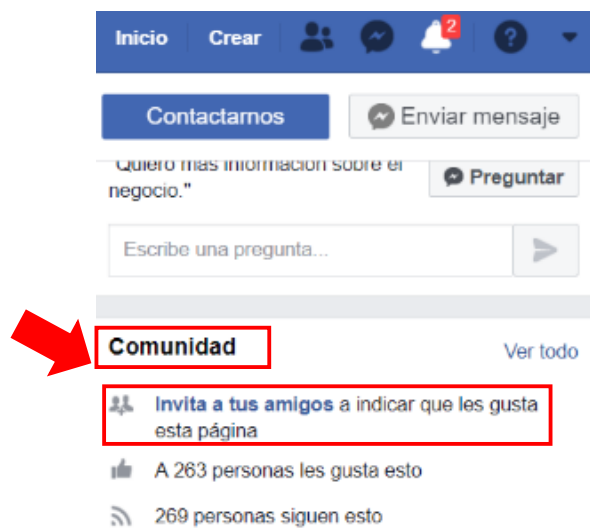 Inicio Crear 2 ?
Contactarnos Enviar mensaje
"Quiero más información sobre el
negocio." Preguntar
Escribe una pregunta...
Comunidad Ver todo
Invita a tus amigos a indicar que les gusta
esta página
A 263 personas les gusta esto
269 personas siguen esto